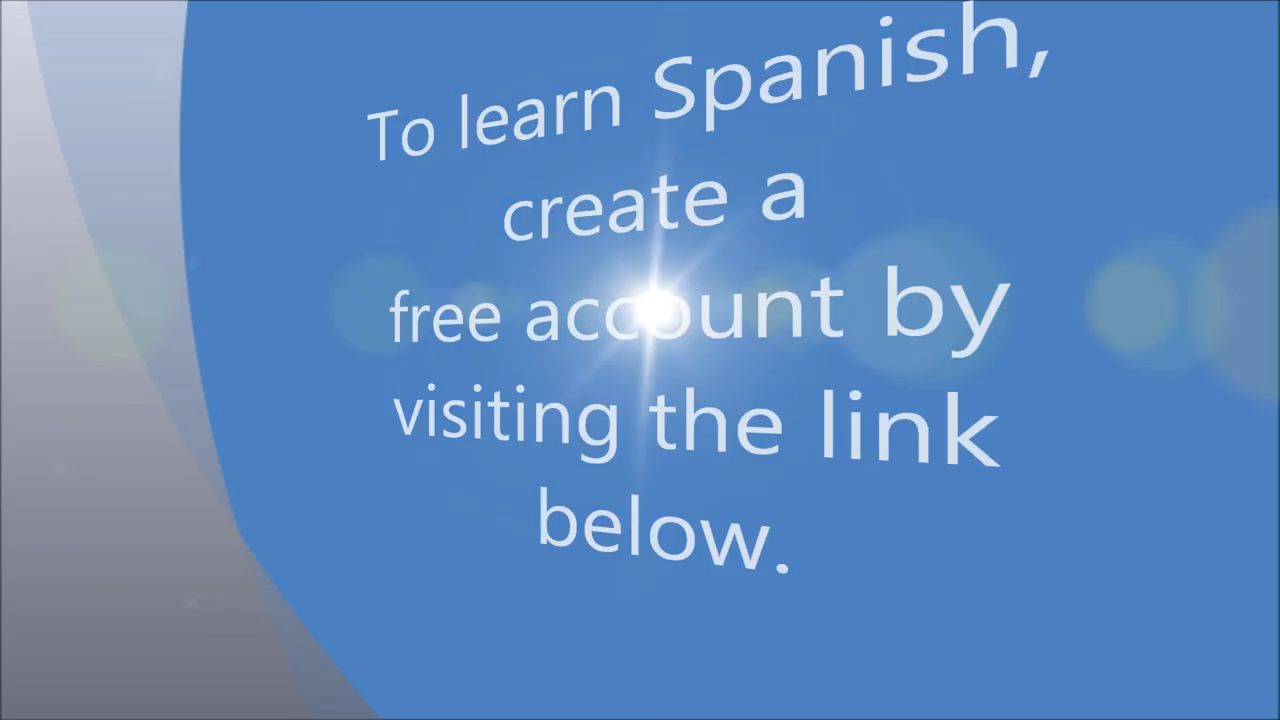 To learn Spanish,
create a
free account by
visiting the link
below.